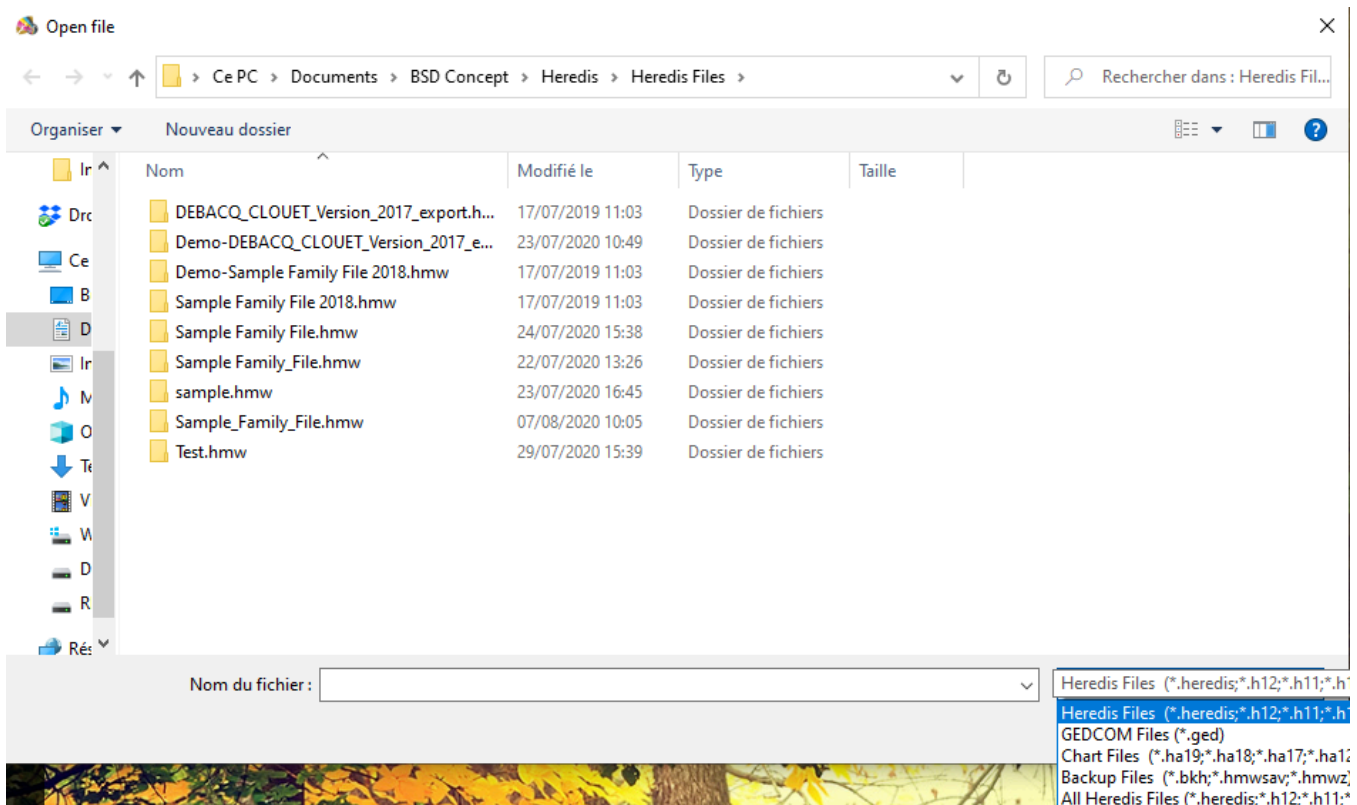 Open file
Ce PC > Documents > BSD Concept > Heredis > Heredis Files >
Rechercher dans : Heredis Fil...
Organiser
Nouveau dossier
Nom
Modifié le
Type
Taille
DEBACQ_CLOUET_Version_2017_export.h... 17/07/2019 11:03 Dossier de fichiers
Demo-DEBACQ_CLOUET_Version_2017_e... 23/07/2020 10:49 Dossier de fichiers
Demo-Sample Family File 2018.hmw 17/07/2019 11:03 Dossier de fichiers
Sample Family File 2018.hmw 17/07/2019 11:03 Dossier de fichiers
Sample Family File.hmw 24/07/2020 15:38 Dossier de fichiers
Sample Family_File.hmw 22/07/2020 13:26 Dossier de fichiers
sample.hmw 23/07/2020 16:45 Dossier de fichiers
Sample_Family_File.hmw 07/08/2020 10:05 Dossier de fichiers
Test.hmw 29/07/2020 15:39 Dossier de fichiers
Dro
Ce
B
D
Ir
M
O
V
D
R
Nom du fichier :
Heredis Files (*.heredis;*.h12;*.h11;*.h1
Heredis Files (*.heredis;*.h12;*.h11;*.h1
GEDCOM Files (*.ged)
Chart Files (*.ha19;*.ha18;*.ha17;*.ha12
Backup Files (*.bkh;*.hmwsav;*.hmwz)
All Heredis Files (*.heredis;*.h12;*.h11;*